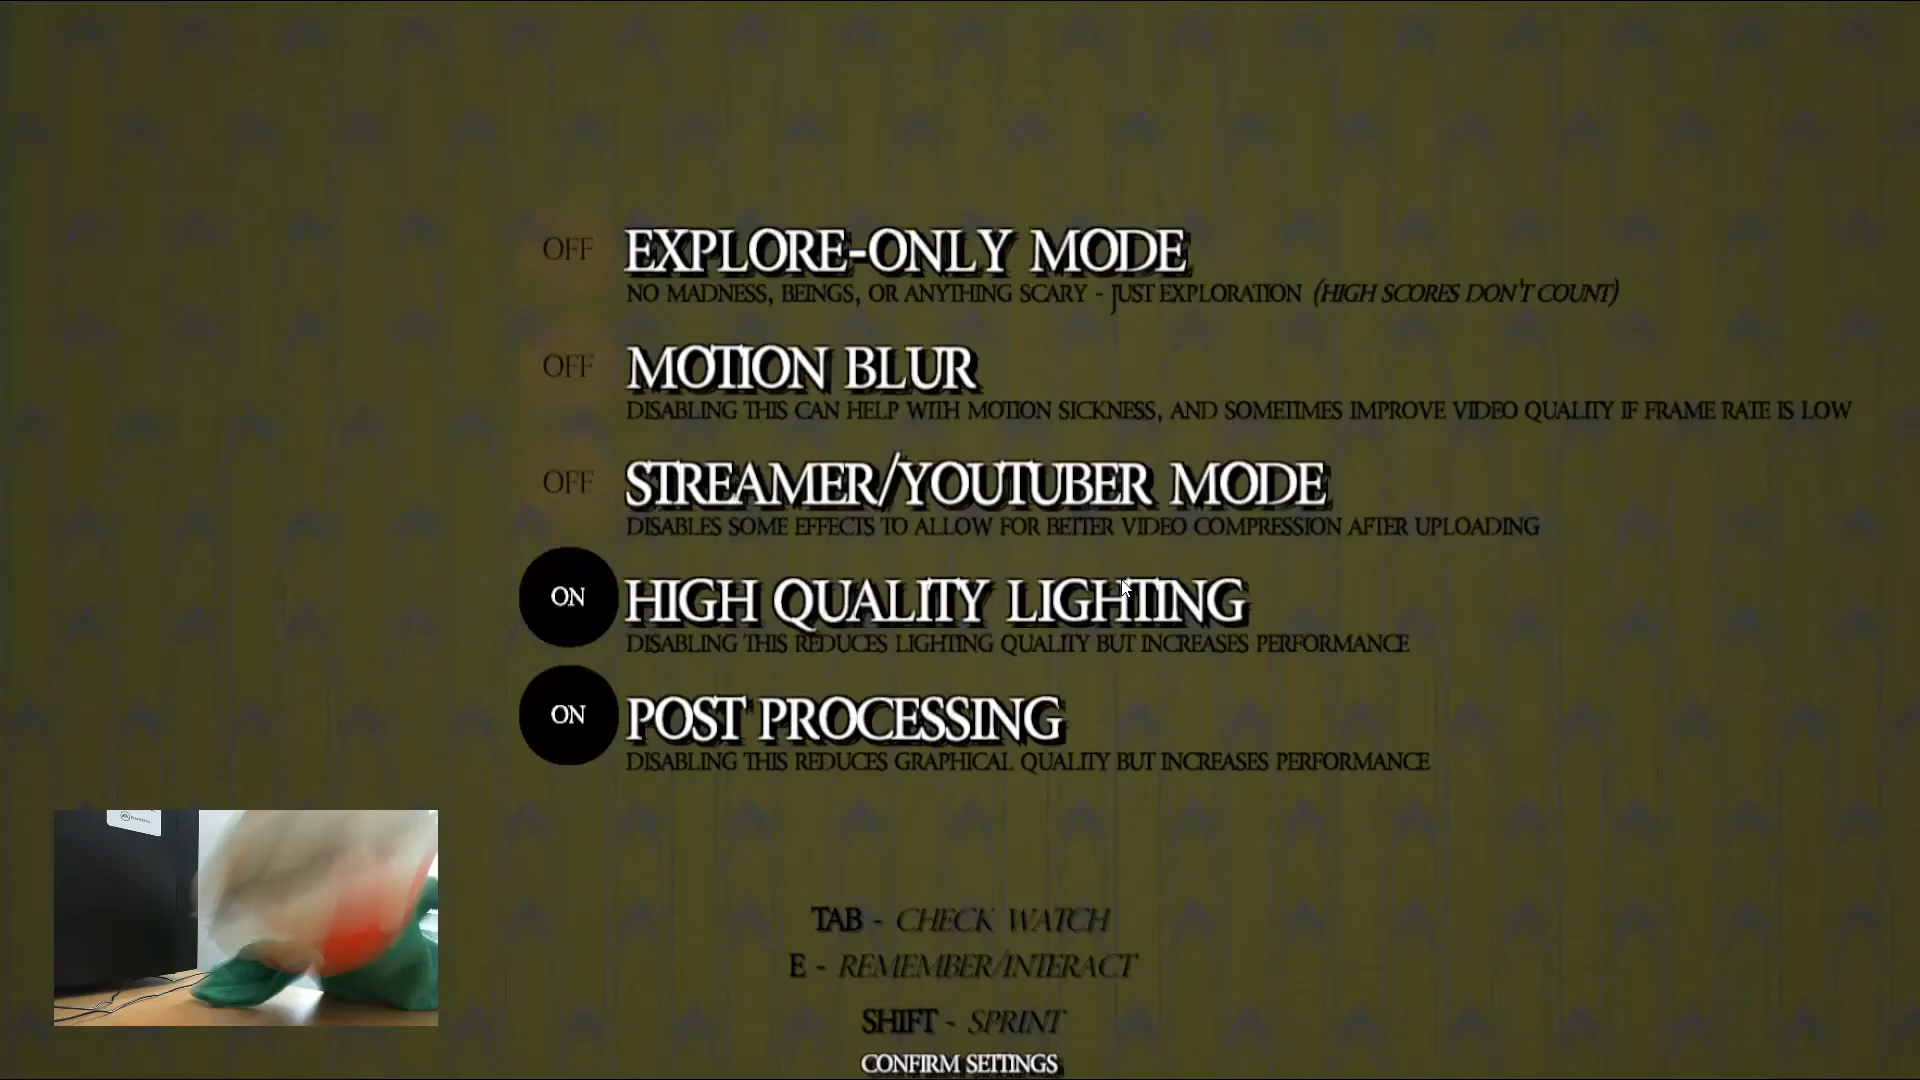 OFF EXPLORE-ONLY MODE
NO MADNESS, BEINGS, OR ANYTHING SCARY - JUST EXPLORATION (HIGH SCORES DON'T COUNT)
OFF MOTION BLUR
DISABLING THIS CAN HELP WITH MOTION SICKNESS, AND SOMETIMES IMPROVE VIDEO QUALITY IF FRAME RATE IS LOW
OFF STREAMER/YOUTUBER MODE
DISABLES SOME EFFECTS TO ALLOW FOR BETTER VIDEO COMPRESSION AFTER UPLOADING
ON HIGH QUALITY LIGHTING
DISABLING THIS REDUCES LIGHTING QUALITY BUT INCREASES PERFORMANCE
ON POST PROCESSING
DISABLING THIS REDUCES GRAPHICAL QUALITY BUT INCREASES PERFORMANCE
TAB - CHECK WATCH
E - REMEMBER/INTERACT
SHIFT - SPRINT
CONFIRM SETTINGS